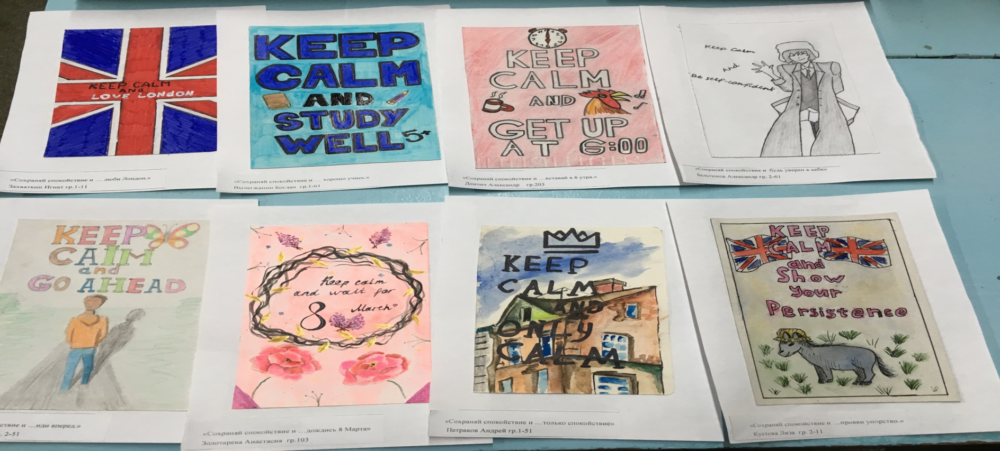 KEEP CALM
AND
LOVE LONDON
«Сохраняй спокойствие и … люби Лондон.»
Захваткин Игнат гр.1-11
KEEP
CALM
AND
STUDY
WELL 5+
«Сохраняй спокойствие и … хорошо учись.»
Вылегжанин Богдан гр.1-61
KEEP
CALM
AND
GET UP
AT 6:00
«Сохраняй спокойствие и …вставай в 6 утра.»
Демчич Александр гр.203
Keep Calm
And
Be self-confident
«Сохраняй спокойствие и будь уверен в себе»
Бельтюков Александр гр. 2-61
KEEP
CAlM
and
GO AHEAD
ствие и …иди вперед.»
. 2-51
Keep calm
and wait for
8 March
«Сохраняй спокойствие и …дождись 8 Марта»
Золотарева Анастасия гр.103
KEEP
CALM
AND
ONLY
CALM
«Сохраняй спокойствие и …только спокойствие»
Петраков Андрей гр.1-51
KEEP
CALM
and
Show
your
Persistence
«Сохраняй спокойствие и …прояви упорство.»
Кустова Лиза гр. 2-11